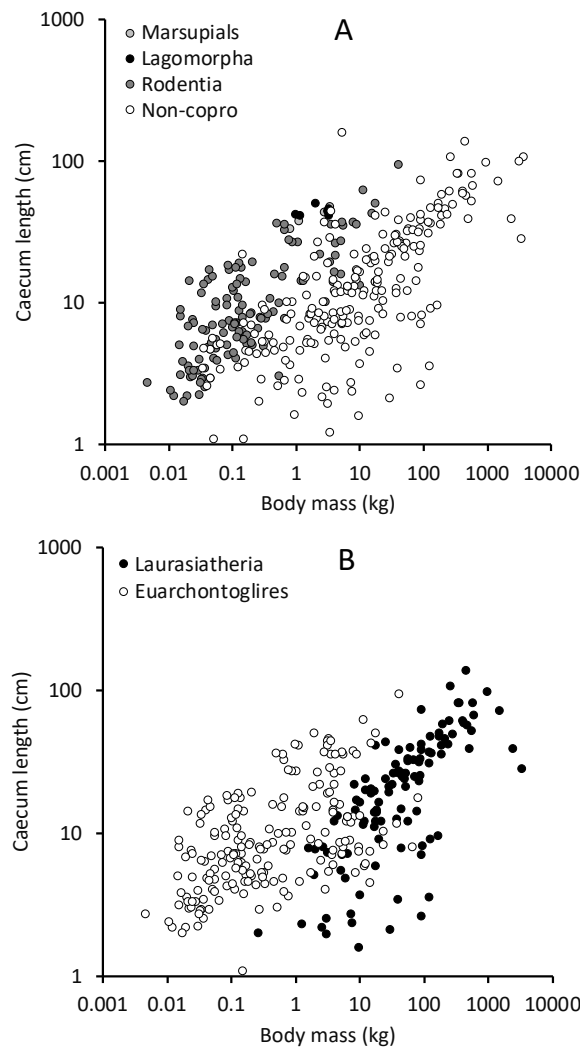 1000
A
Marsupials
Lagomorpha
Rodentia
Non-copro
100
10
1
Caecum length (cm)
0.001 0.01 0.1 1 10 100 1000 10000
Body mass (kg)
1000
B
Laurasiatheria
Euarchontoglires
100
10
1
Caecum length (cm)
0.001 0.01 0.1 1 10 100 1000 10000
Body mass (kg)